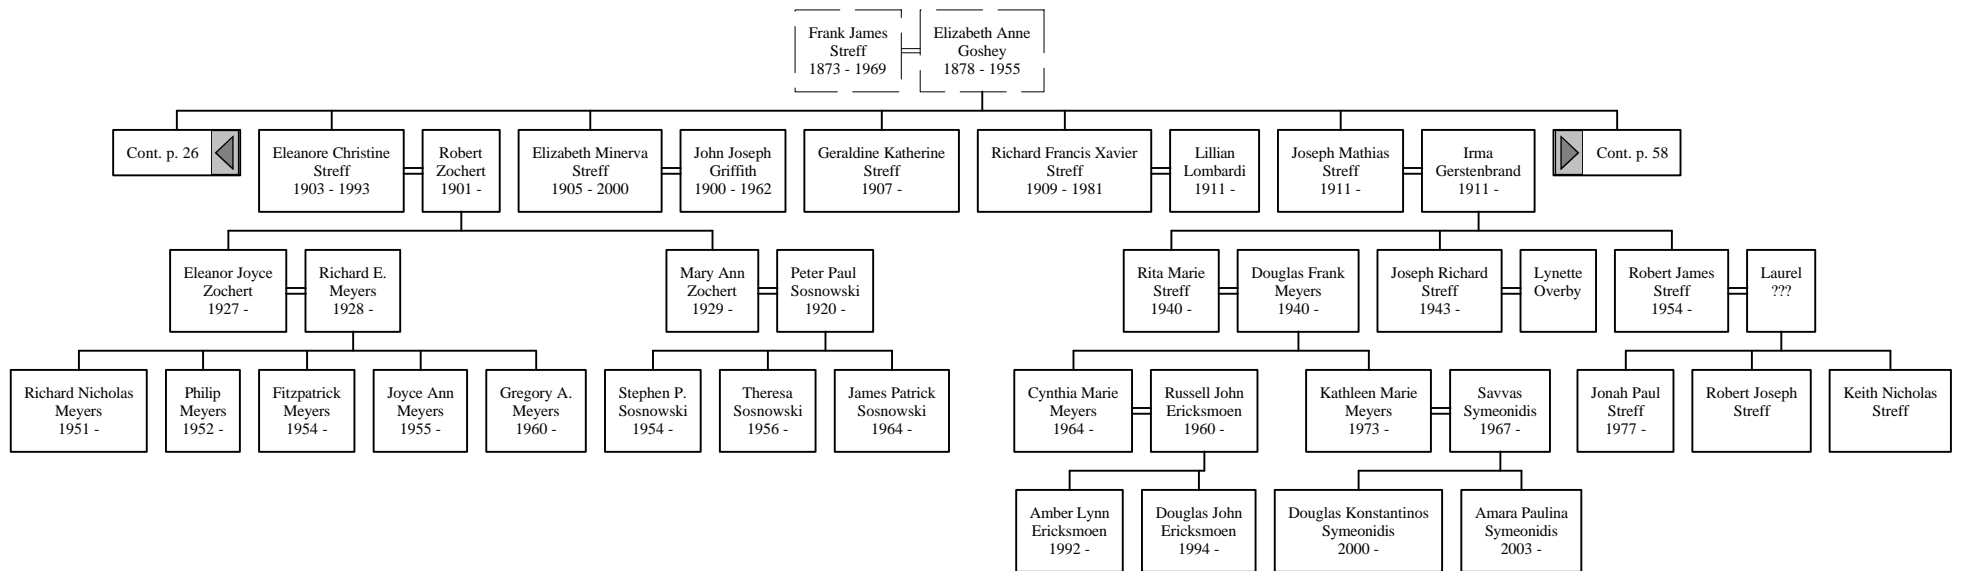 Frank James
Streff
1873 - 1969
Elizabeth Anne
Goshey
1878 - 1955
Cont. p. 26
Eleanore Christine
Streff
1903 - 1993
Robert
Zochert
1901 -
Elizabeth Minerva
Streff
1905 - 2000
John Joseph
Griffith
1900 - 1962
Geraldine Katherine
Streff
1907 -
Richard Francis Xavier
Streff
1909 - 1981
Lillian
Lombardi
1911 -
Joseph Mathias
Streff
1911 -
Irma
Gerstenbrand
1911 -
Cont. p. 58
Eleanor Joyce
Zochert
1927 -
Richard E.
Meyers
1928 -
Mary Ann
Zochert
1929 -
Peter Paul
Sosnowski
1920 -
Rita Marie
Streff
1940 -
Douglas Frank
Meyers
1940 -
Joseph Richard
Streff
1943 -
Lynette
Overby
Robert James
Streff
1954 -
Laurel
???
Richard Nicholas
Meyers
1951 -
Philip
Meyers
1952 -
Fitzpatrick
Meyers
1954 -
Joyce Ann
Meyers
1955 -
Gregory A.
Meyers
1960 -
Stephen P.
Sosnowski
1954 -
Theresa
Sosnowski
1956 -
James Patrick
Sosnowski
1964 -
Cynthia Marie
Meyers
1964 -
Russell John
Ericksmoen
1960 -
Kathleen Marie
Meyers
1973 -
Savvas
Symeonidis
1967 -
Jonah Paul
Streff
1977 -
Robert Joseph
Streff
Keith Nicholas
Streff
Amber Lynn
Ericksmoen
1992 -
Douglas John
Ericksmoen
1994 -
Douglas Konstantinos
Symeonidis
2000 -
Amara Paulina
Symeonidis
2003 -